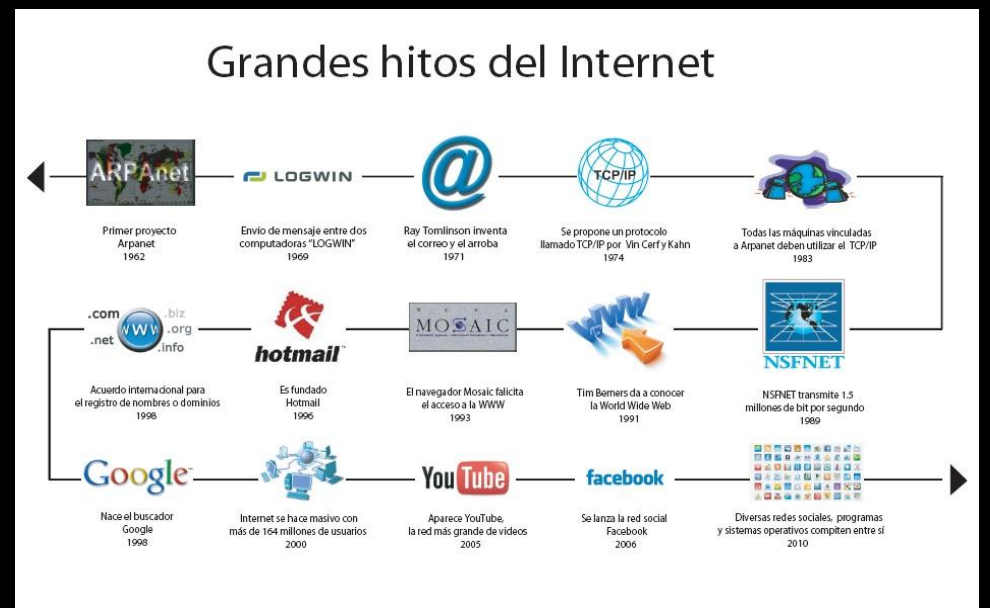 Grandes hitos del Internet
ARPAnet
LOGWIN
@
TCP/IP
Primer proyecto
Arpanet
1962
Envío de mensaje entre dos
computadoras “LOGWIN”
1969
Ray Tomlinson inventa
el correo y el arroba
1971
Se propone un protocolo
llamado TCP/IP por Vin Cerf y Kahn
1974
Todas las máquinas vinculadas
a Arpanet deben utilizar el TCP/IP
1983
NSFNET
NSFNET transmite 1.5
millones de bit por segundo
1989
WWW
Tim Berners da a conocer
la World Wide Web
1991
NCSA
MOSAIC
El navegador Mosaic falicita
el acceso a la WWW
1993
hotmail
Es fundado
Hotmail
1996
.com .biz
www .org
.net .info
Acuerdo internacional para
el registro de nombres o dominios
1998
Google
Nace el buscador
Google
1998
Internet se hace masivo con
más de 164 millones de usuarios
2000
YouTube
Aparece YouTube,
la red más grande de vídeos
2005
facebook
Se lanza la red social
Facebook
2006
Diversas redes sociales, programas
y sistemas operativos compiten entre sí
2010